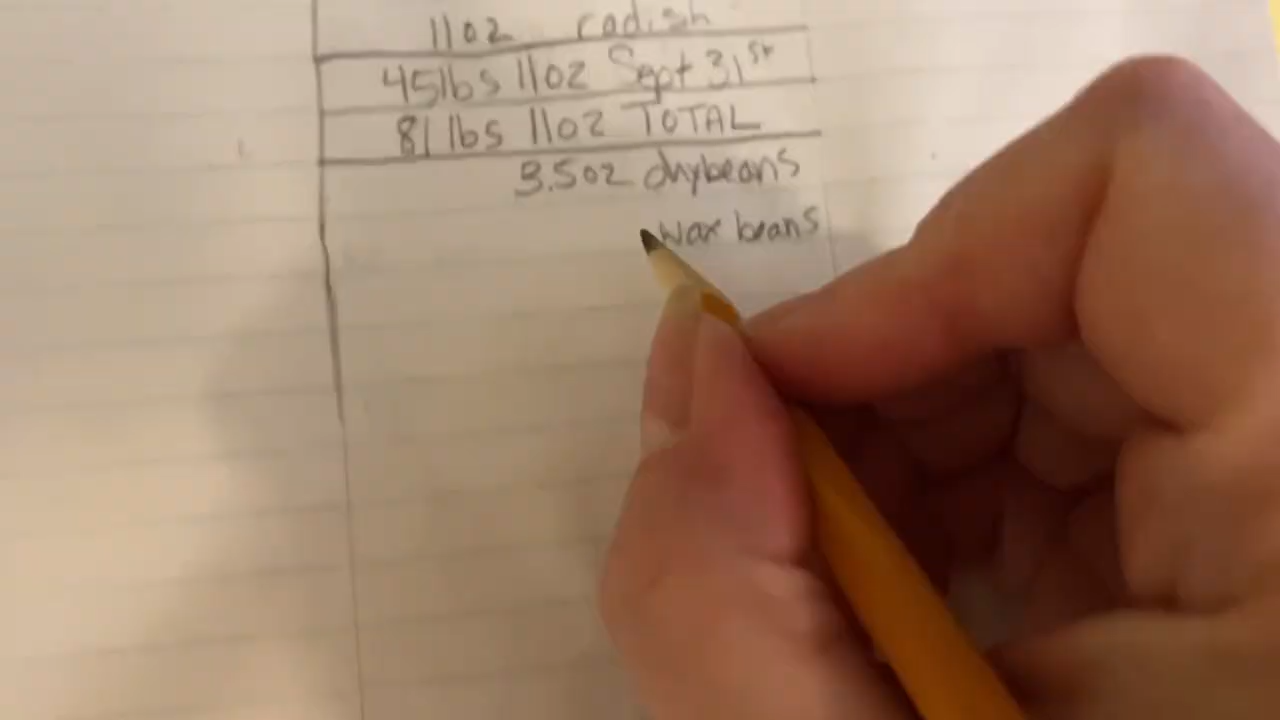 11oz radish
45lbs 11oz Sept 31st
81 lbs 11oz TOTAL
3.5oz drybeans
wax beans